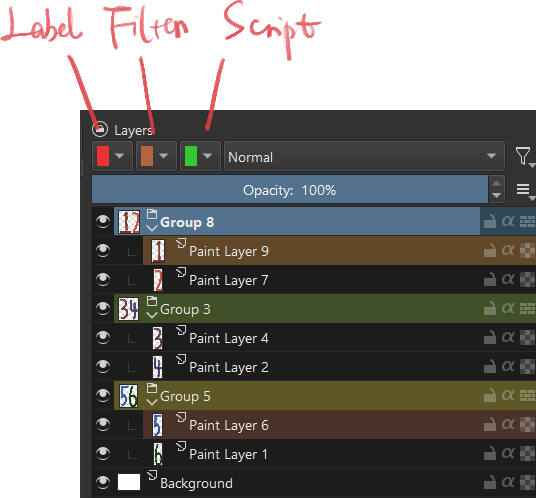 Label Filter Script
Layers
Normal
Opacity: 100%
Group 8
Paint Layer 9
Paint Layer 7
Group 3
Paint Layer 4
Paint Layer 2
Group 5
Paint Layer 6
Paint Layer 1
Background